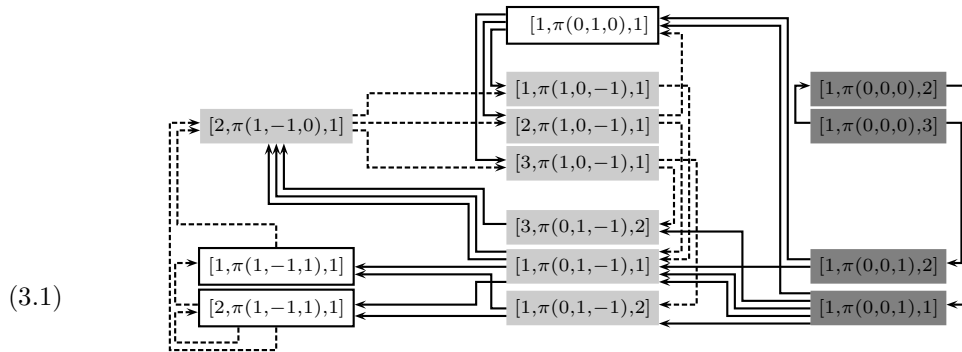 [1,π(0,1,0),1]
[1,π(1,0,−1),1] [1,π(0,0,0),2]
[2,π(1,−1,0),1] [2,π(1,0,−1),1] [1,π(0,0,0),3]
[3,π(1,0,−1),1]
[3,π(0,1,−1),2]
[1,π(1,−1,1),1] [1,π(0,1,−1),1] [1,π(0,0,1),2]
(3.1)
[2,π(1,−1,1),1] [1,π(0,1,−1),2] [1,π(0,0,1),1]